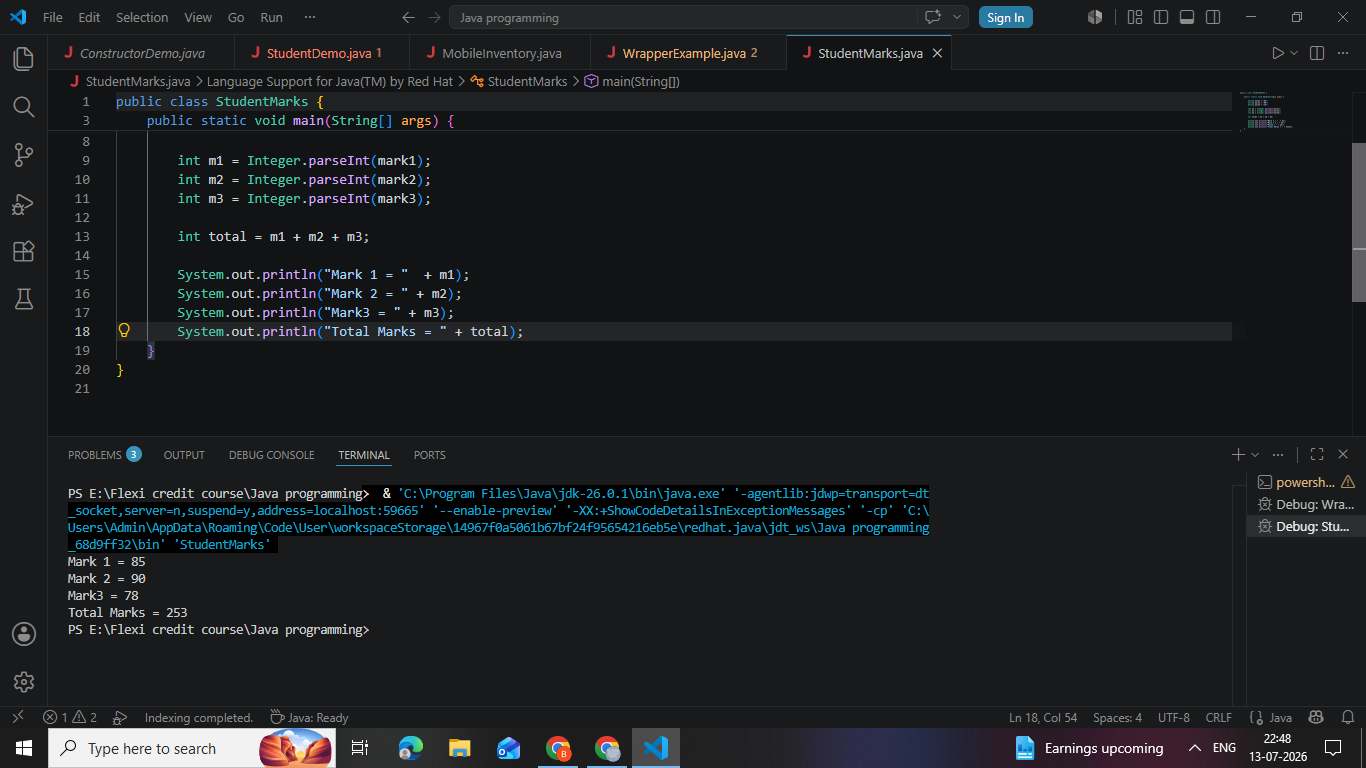 File Edit Selection View Go Run ··· Java programming Sign In
ConstructorDemo.java StudentDemo.java 1 MobileInventory.java WrapperExample.java 2 StudentMarks.java
StudentMarks.java > Language Support for Java(TM) by Red Hat > StudentMarks > main(String[])
1 public class StudentMarks {
3 public static void main(String[] args) {
8
9 int m1 = Integer.parseInt(mark1);
10 int m2 = Integer.parseInt(mark2);
11 int m3 = Integer.parseInt(mark3);
12
13 int total = m1 + m2 + m3;
14
15 System.out.println("Mark 1 = "  + m1);
16 System.out.println("Mark 2 = " + m2);
17 System.out.println("Mark3 = " + m3);
18 System.out.println("Total Marks = " + total);
19 }
20 }
21
PROBLEMS 3 OUTPUT DEBUG CONSOLE TERMINAL PORTS
powersh...
Debug: Wra...
Debug: Stu...
PS E:\Flexi credit course\Java programming>  & 'C:\Program Files\Java\jdk-26.0.1\bin\java.exe' '-agentlib:jdwp=transport=dt
_socket,server=n,suspend=y,address=localhost:59665' '--enable-preview' '-XX:+ShowCodeDetailsInExceptionMessages' '-cp' 'C:\
Users\Admin\AppData\Roaming\Code\User\workspaceStorage\14967f0a5061b67bf24f95654216eb5e\redhat.java\jdt_ws\Java programming
_68d9ff32\bin' 'StudentMarks'
Mark 1 = 85
Mark 2 = 90
Mark3 = 78
Total Marks = 253
PS E:\Flexi credit course\Java programming>
1 2 Indexing completed. Java: Ready Ln 18, Col 54 Spaces: 4 UTF-8 CRLF {} Java
Type here to search Earnings upcoming ENG 22:48
13-07-2026